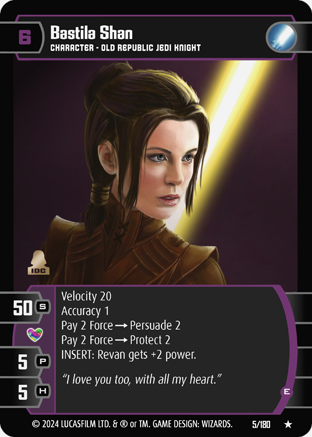 6
Bastila Shan
CHARACTER - OLD REPUBLIC JEDI KNIGHT
IDC
50 S
5 P
5 H
Velocity 20
Accuracy 1
Pay 2 Force → Persuade 2
Pay 2 Force → Protect 2
INSERT: Revan gets +2 power.
“I love you too, with all my heart.”
E
© 2024 LUCASFILM LTD. & ® or TM. GAME DESIGN: WIZARDS. 5/180 ★